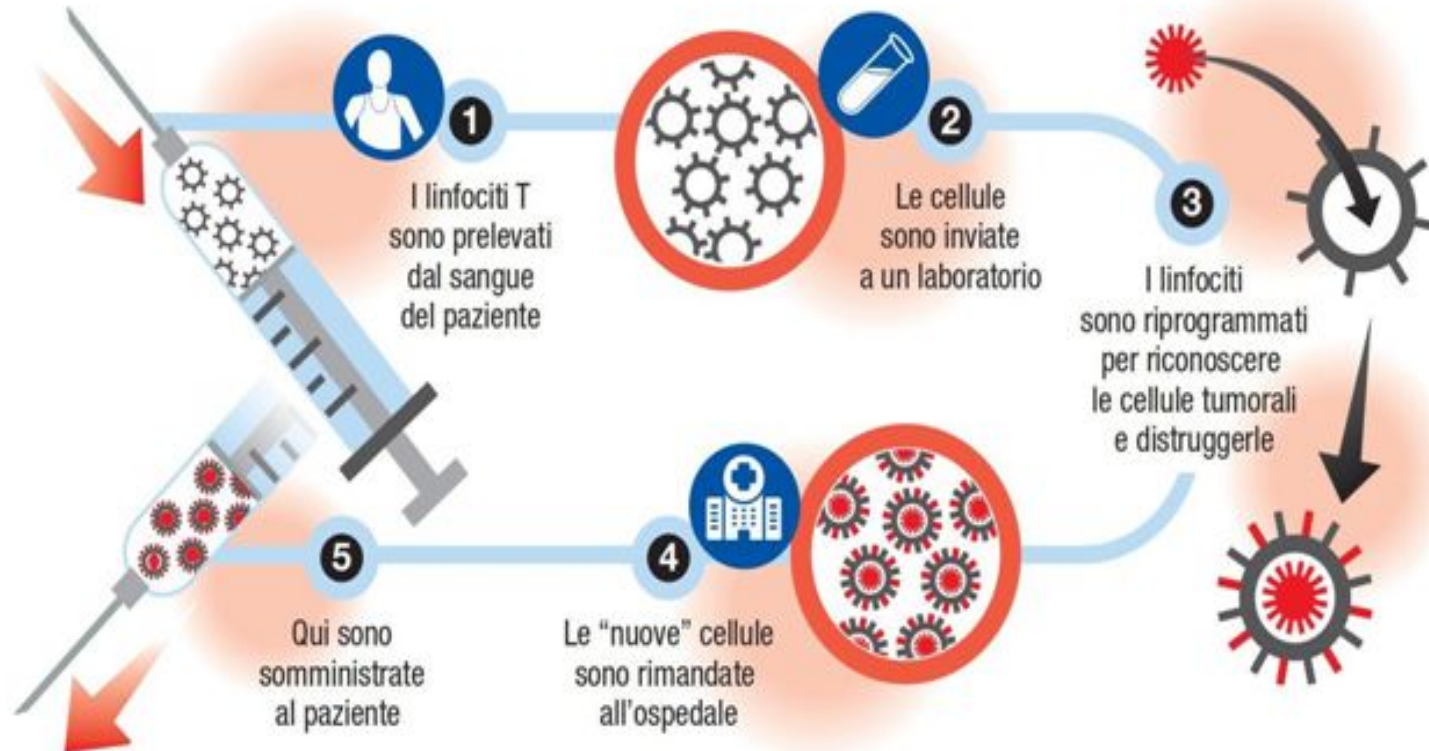 1
I linfociti T
sono prelevati
dal sangue
del paziente
2
Le cellule
sono inviate
a un laboratorio
3
I linfociti
sono riprogrammati
per riconoscere
le cellule tumorali
e distruggerle
4
Le “nuove” cellule
sono rimandate
all’ospedale
5
Qui sono
somministrate
al paziente